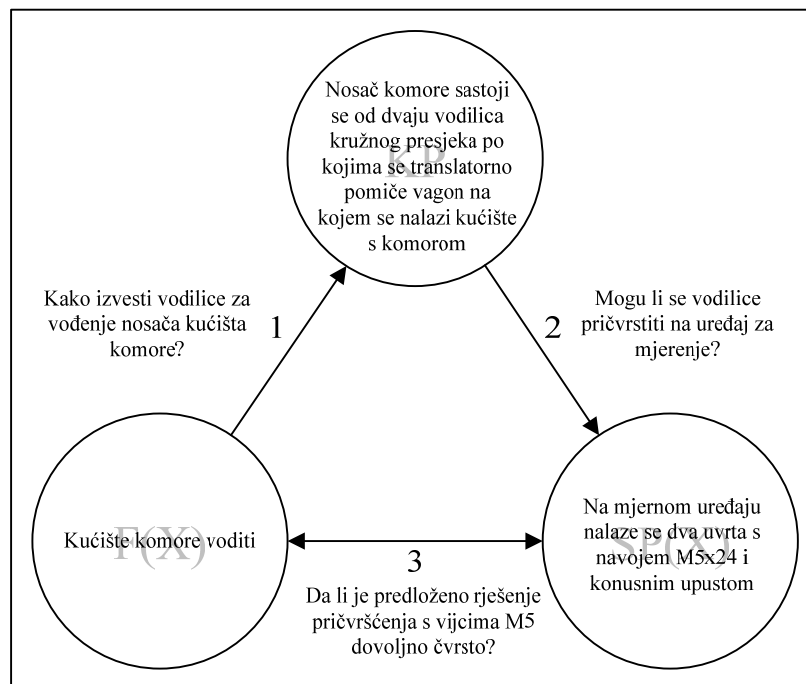 Nosač komore sastoji
se od dvaju vodilica
kružnog presjeka po
kojima se translatorno
pomiče vagon na
kojem se nalazi kućište
s komorom
KP
Kako izvesti vodilice za
vođenje nosača kućišta
komore?
1
2
Mogu li se vodilice
pričvrstiti na uređaj za
mjerenje?
Kućište komore voditi
F(X)
3
Da li je predloženo rješenje
pričvršćenja s vijcima M5
dovoljno čvrsto?
Na mjernom uređaju
nalaze se dva uvrta s
navojem M5x24 i
konusnim upustom
SP(X)